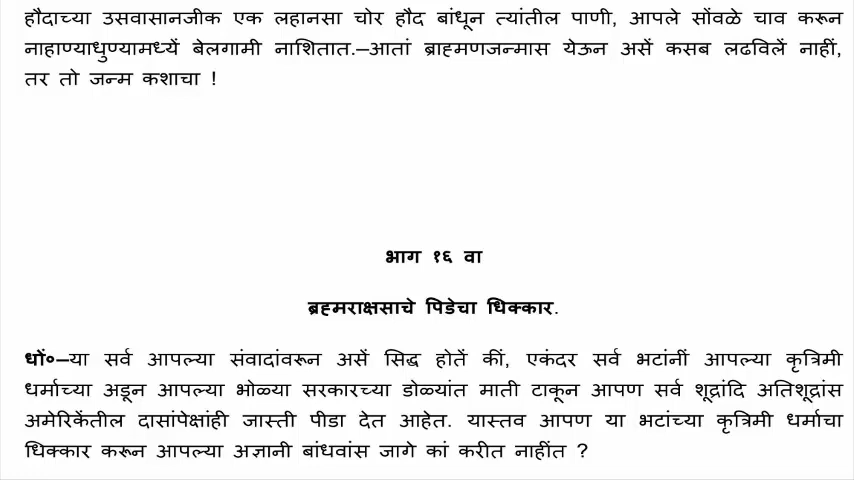 हौदाच्या उसवासानजीक एक लहानसा चोर हौद बांधून त्यांतील पाणी, आपले सोंवळे चाव करून
नाहाण्याधुण्यामध्यें बेलगामी नाशितात.—आतां ब्राह्मणजन्मास येऊन असें कसब लढविलें नाहीं,
तर तो जन्म कशाचा !
भाग १६ वा
ब्रह्मराक्षसाचे पिडेचा धिक्कार.
धों०—या सर्व आपल्या संवादांवरून असें सिद्ध होतें कीं, एकंदर सर्व भटांनीं आपल्या कृत्रिमी
धर्माच्या अडून आपल्या भोळ्या सरकारच्या डोळ्यांत माती टाकून आपण सर्व शूद्रांदि अतिशूद्रांस
अमेरिकेंतील दासांपेक्षांही जास्ती पीडा देत आहेत. यास्तव आपण या भटांच्या कृत्रिमी धर्माचा
धिक्कार करून आपल्या अज्ञानी बांधवांस जागे कां करीत नाहींत ?